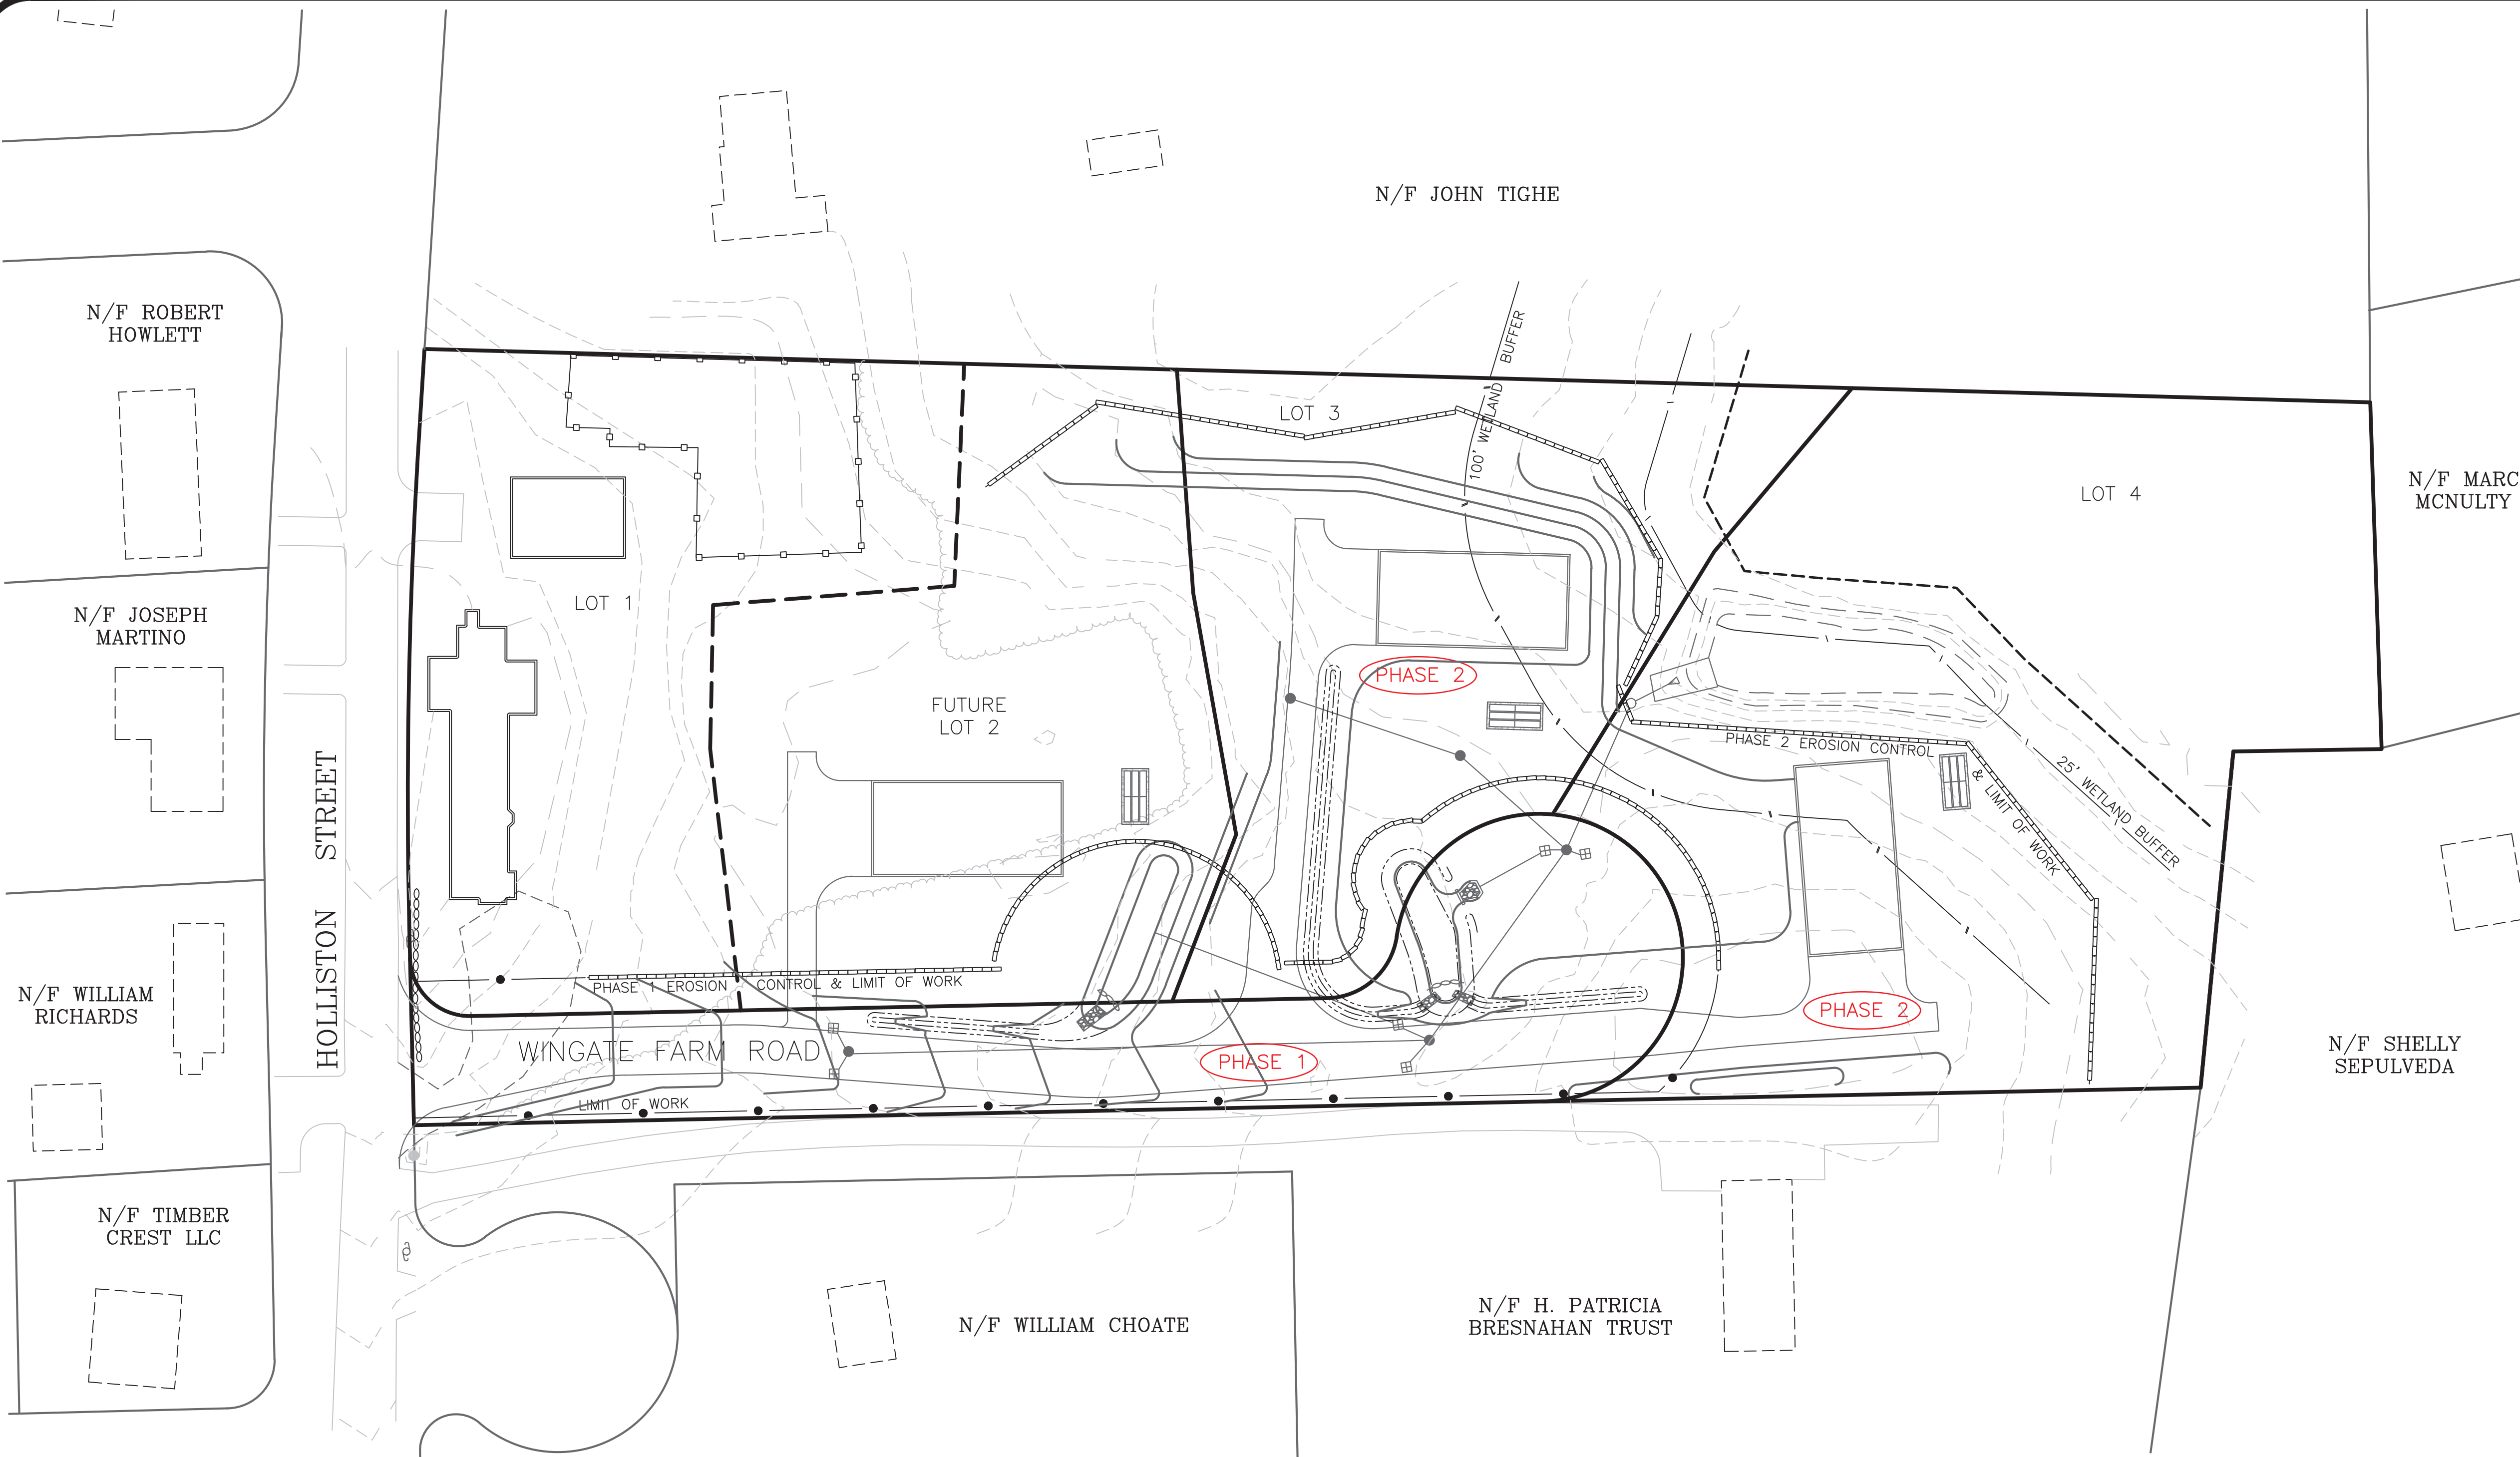 N/F JOHN TIGHE
N/F ROBERT
HOWLETT
100' WETLAND BUFFER
LOT 3
LOT 4
N/F MARC
MCNULTY
LOT 1
N/F JOSEPH
MARTINO
PHASE 2
FUTURE
LOT 2
PHASE 2 EROSION CONTROL
& LIMIT OF WORK
25' WETLAND BUFFER
HOLLISTON STREET
N/F WILLIAM
RICHARDS
PHASE 1 EROSION CONTROL & LIMIT OF WORK
PHASE 2
WINGATE FARM ROAD
PHASE 1
N/F SHELLY
SEPULVEDA
LIMIT OF WORK
N/F TIMBER
CREST LLC
N/F WILLIAM CHOATE
N/F H. PATRICIA
BRESNAHAN TRUST